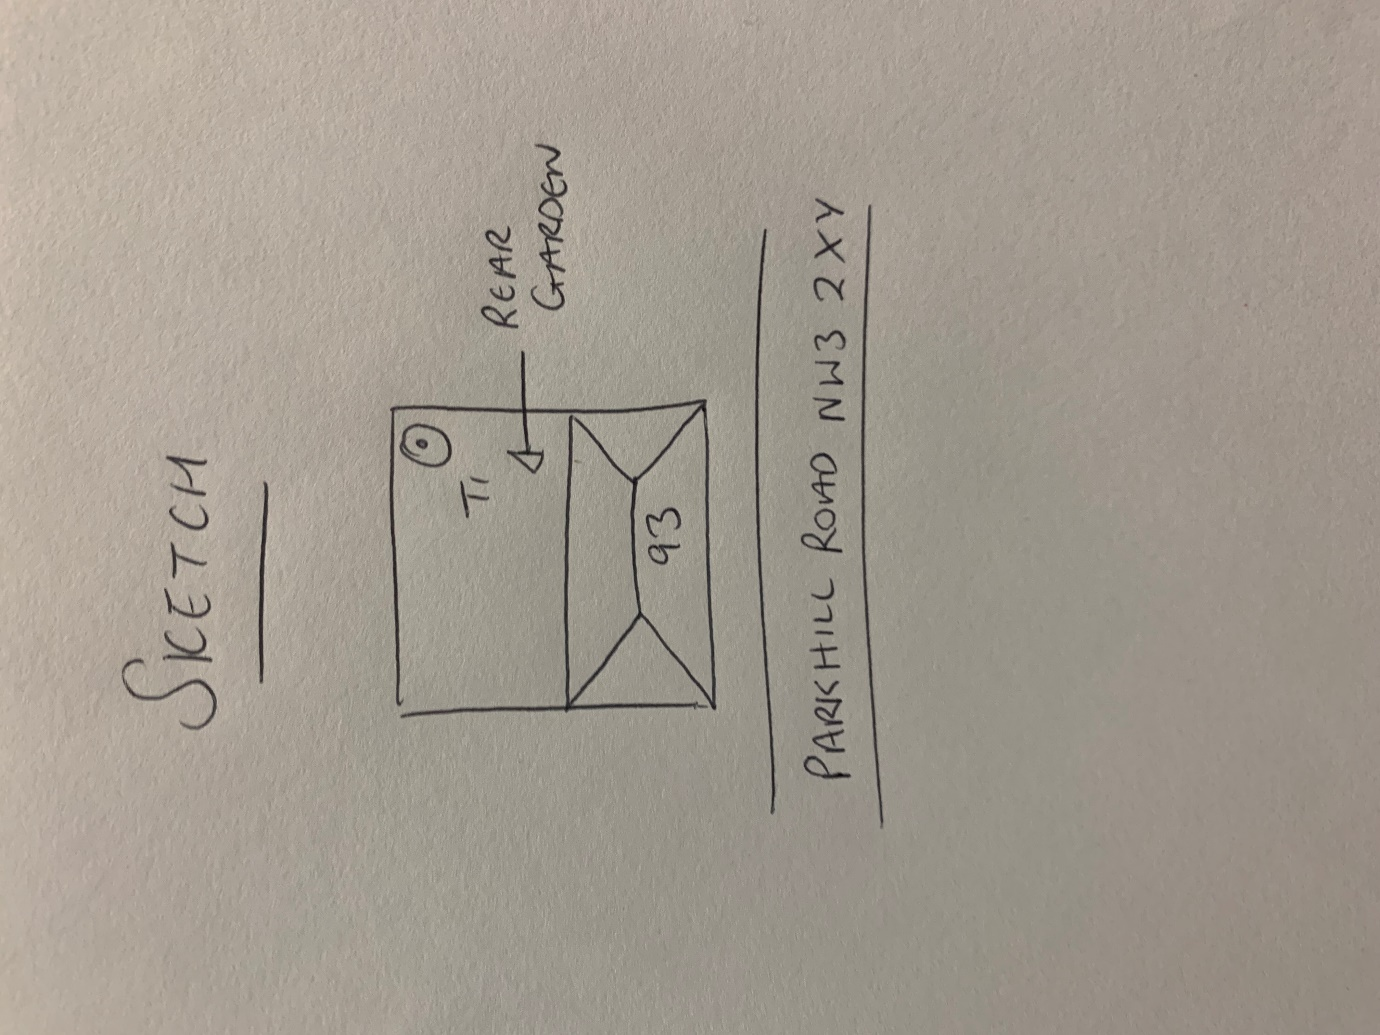 SKETCH
T1
REAR
GARDEN
93
PARKHILL ROAD NW3 2XY